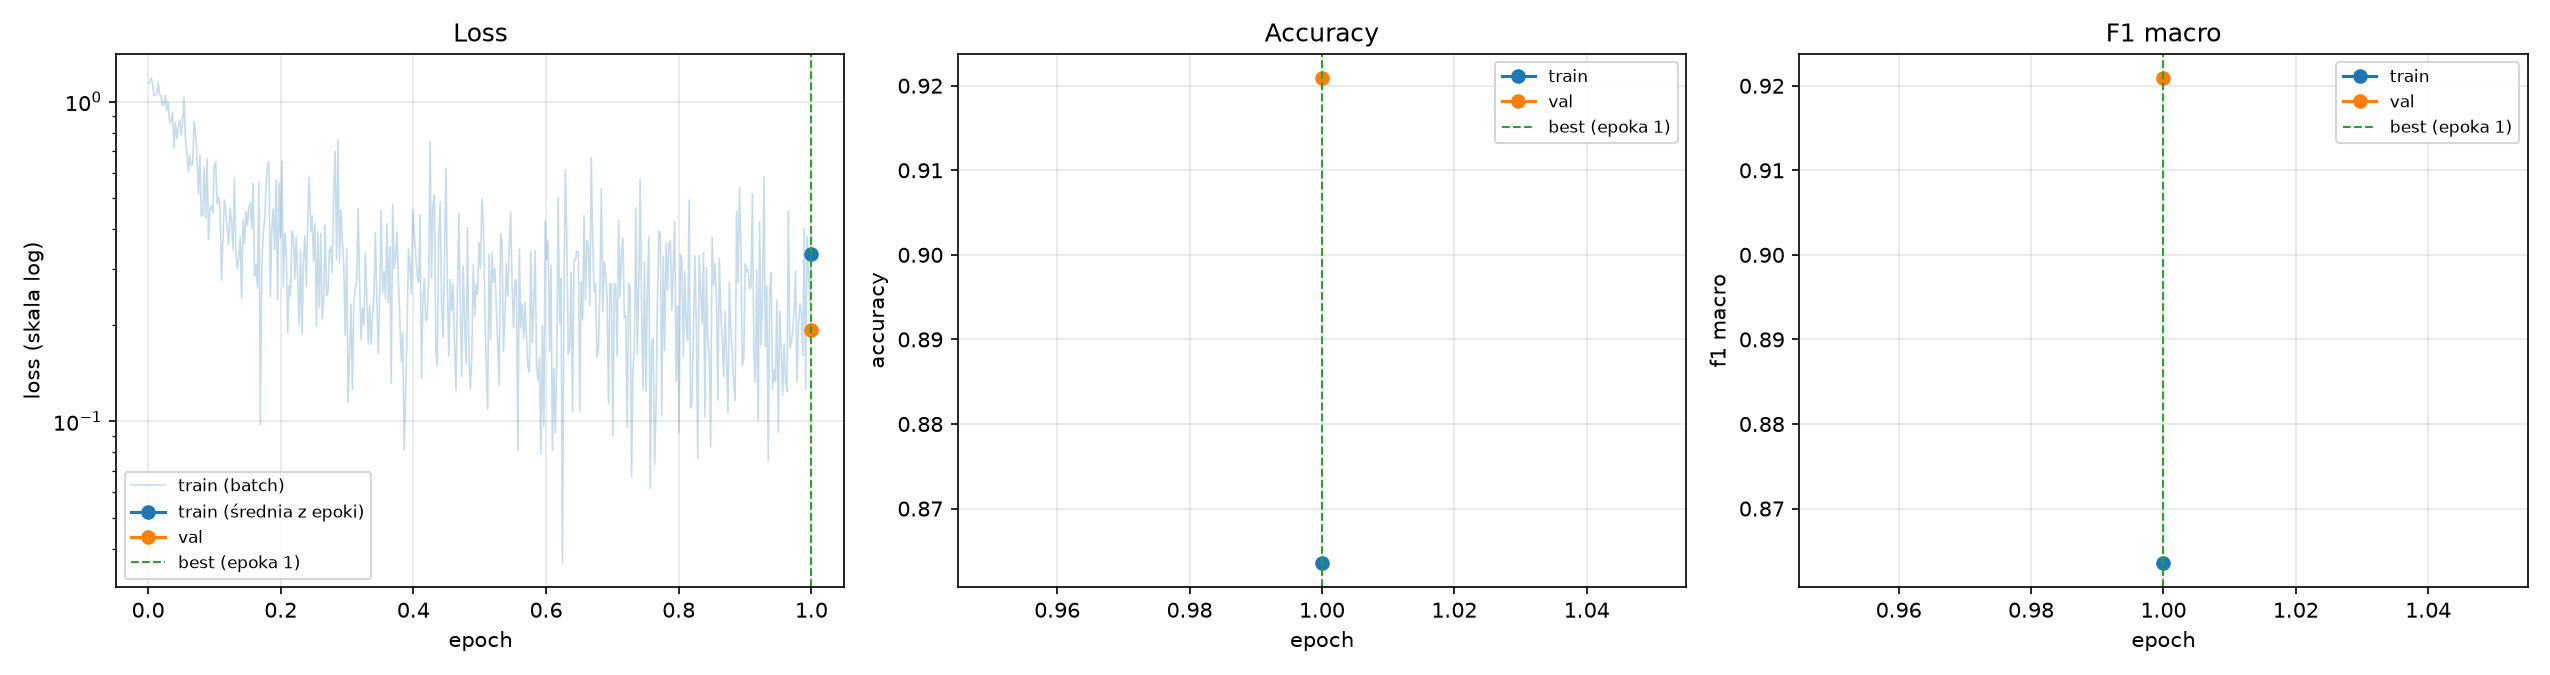 Loss
loss (skala log)
10⁰
10⁻¹
train (batch)
train (średnia z epoki)
val
best (epoka 1)
0.0 0.2 0.4 0.6 0.8 1.0
epoch
Accuracy
accuracy
0.92
0.91
0.90
0.89
0.88
0.87
train
val
best (epoka 1)
0.96 0.98 1.00 1.02 1.04
epoch
F1 macro
f1 macro
0.92
0.91
0.90
0.89
0.88
0.87
train
val
best (epoka 1)
0.96 0.98 1.00 1.02 1.04
epoch